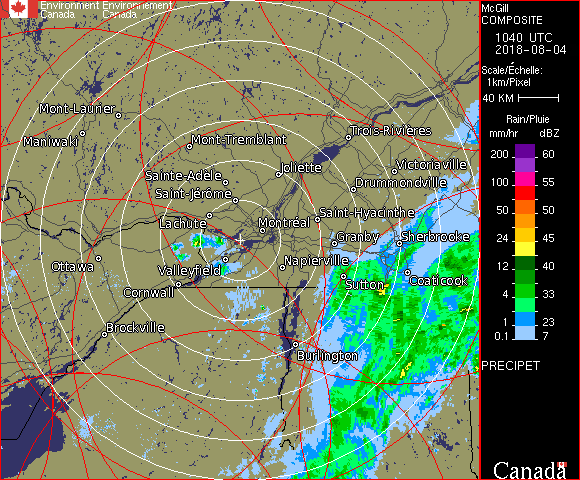 Environment Environnement
Canada Canada
McGill
COMPOSITE
1040 UTC
2018-08-04
Scale/Échelle:
1km/Pixel
40 KM
Rain/Pluie
mm/hr dBZ
200 60
55
100 55
50 50
24 45
12 40
4 33
1 23
0.1 7
PRECIPET
Canada
Mont-Laurier
Maniwaki
Mont-Tremblant
Trois-Rivières
Sainte-Adèle
Joliette
Victoriaville
Saint-Jérôme
Drummondville
Lachute
Saint-Hyacinthe
Montréal
Granby
Sherbrooke
Ottawa
Valleyfield
Napierville
Cornwall
Sutton
Coaticook
Brockville
Burlington